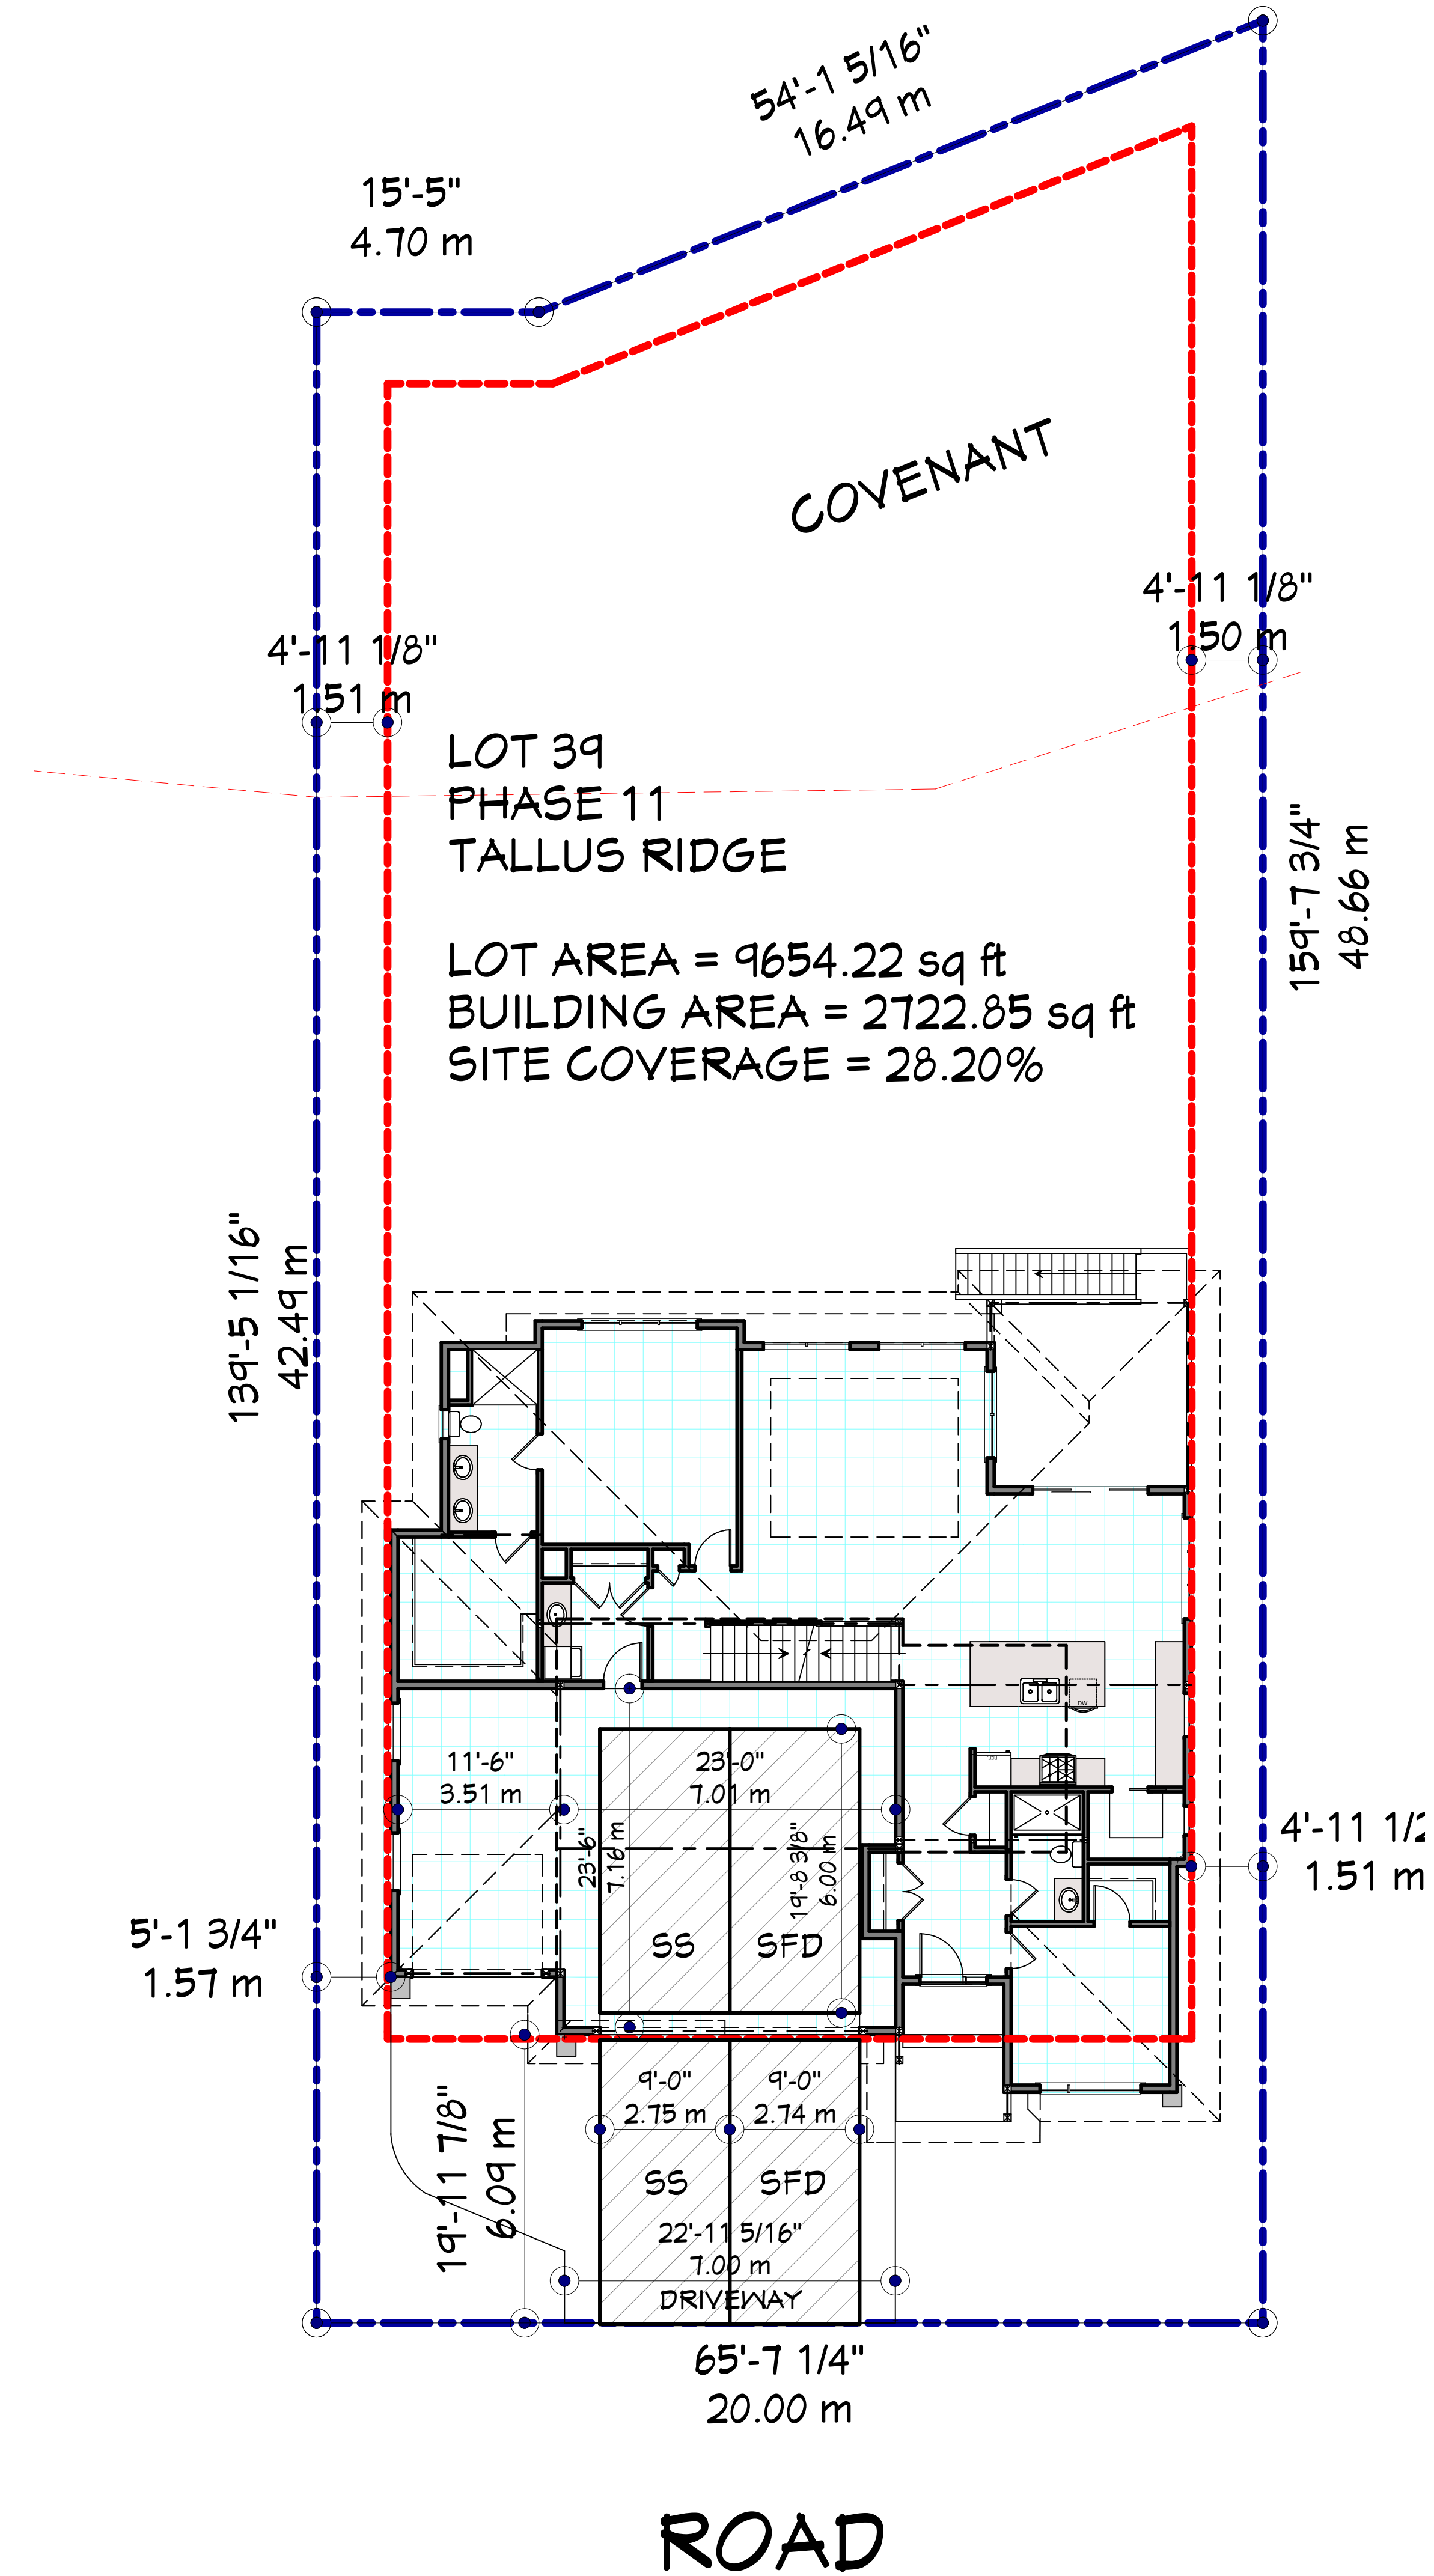 54'-1 5/16"
16.49 m
15'-5"
4.70 m
COVENANT
4'-11 1/8"
1.50 m
4'-11 1/8"
1.51 m
LOT 39
PHASE 11
TALLUS RIDGE
LOT AREA = 9654.22 sq ft
BUILDING AREA = 2722.85 sq ft
SITE COVERAGE = 28.20%
159'-7 3/4"
48.66 m
139'-5 1/16"
42.49 m
DW
11'-6"
3.51 m
23'-0"
7.01 m
23'-6"
7.16 m
19'-8 3/8"
6.00 m
4'-11 1/2
1.51 m
SS
SFD
5'-1 3/4"
1.57 m
9'-0"
2.75 m
9'-0"
2.74 m
19'-11 7/8"
6.09 m
SS
SFD
22'-11 5/16"
7.00 m
DRIVEWAY
65'-7 1/4"
20.00 m
ROAD